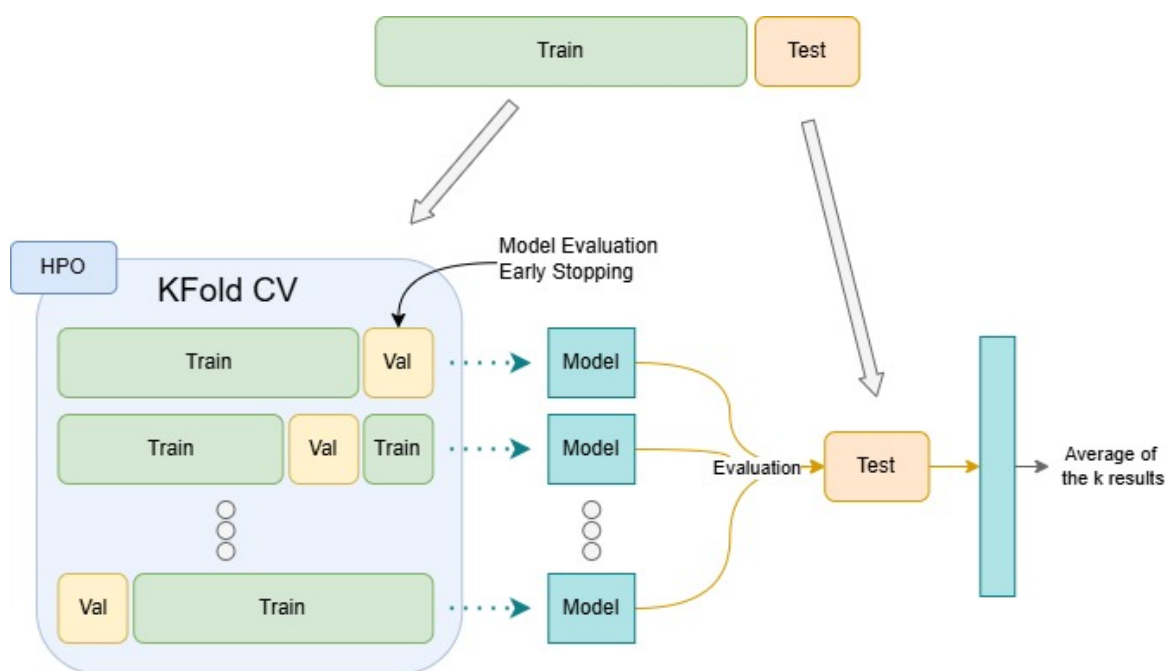 Train
Test
HPO
Model Evaluation
Early Stopping
KFold CV
Train
Val
Model
Train
Val
Train
Model
Evaluation
Test
Average of
the k results
Val
Train
Model